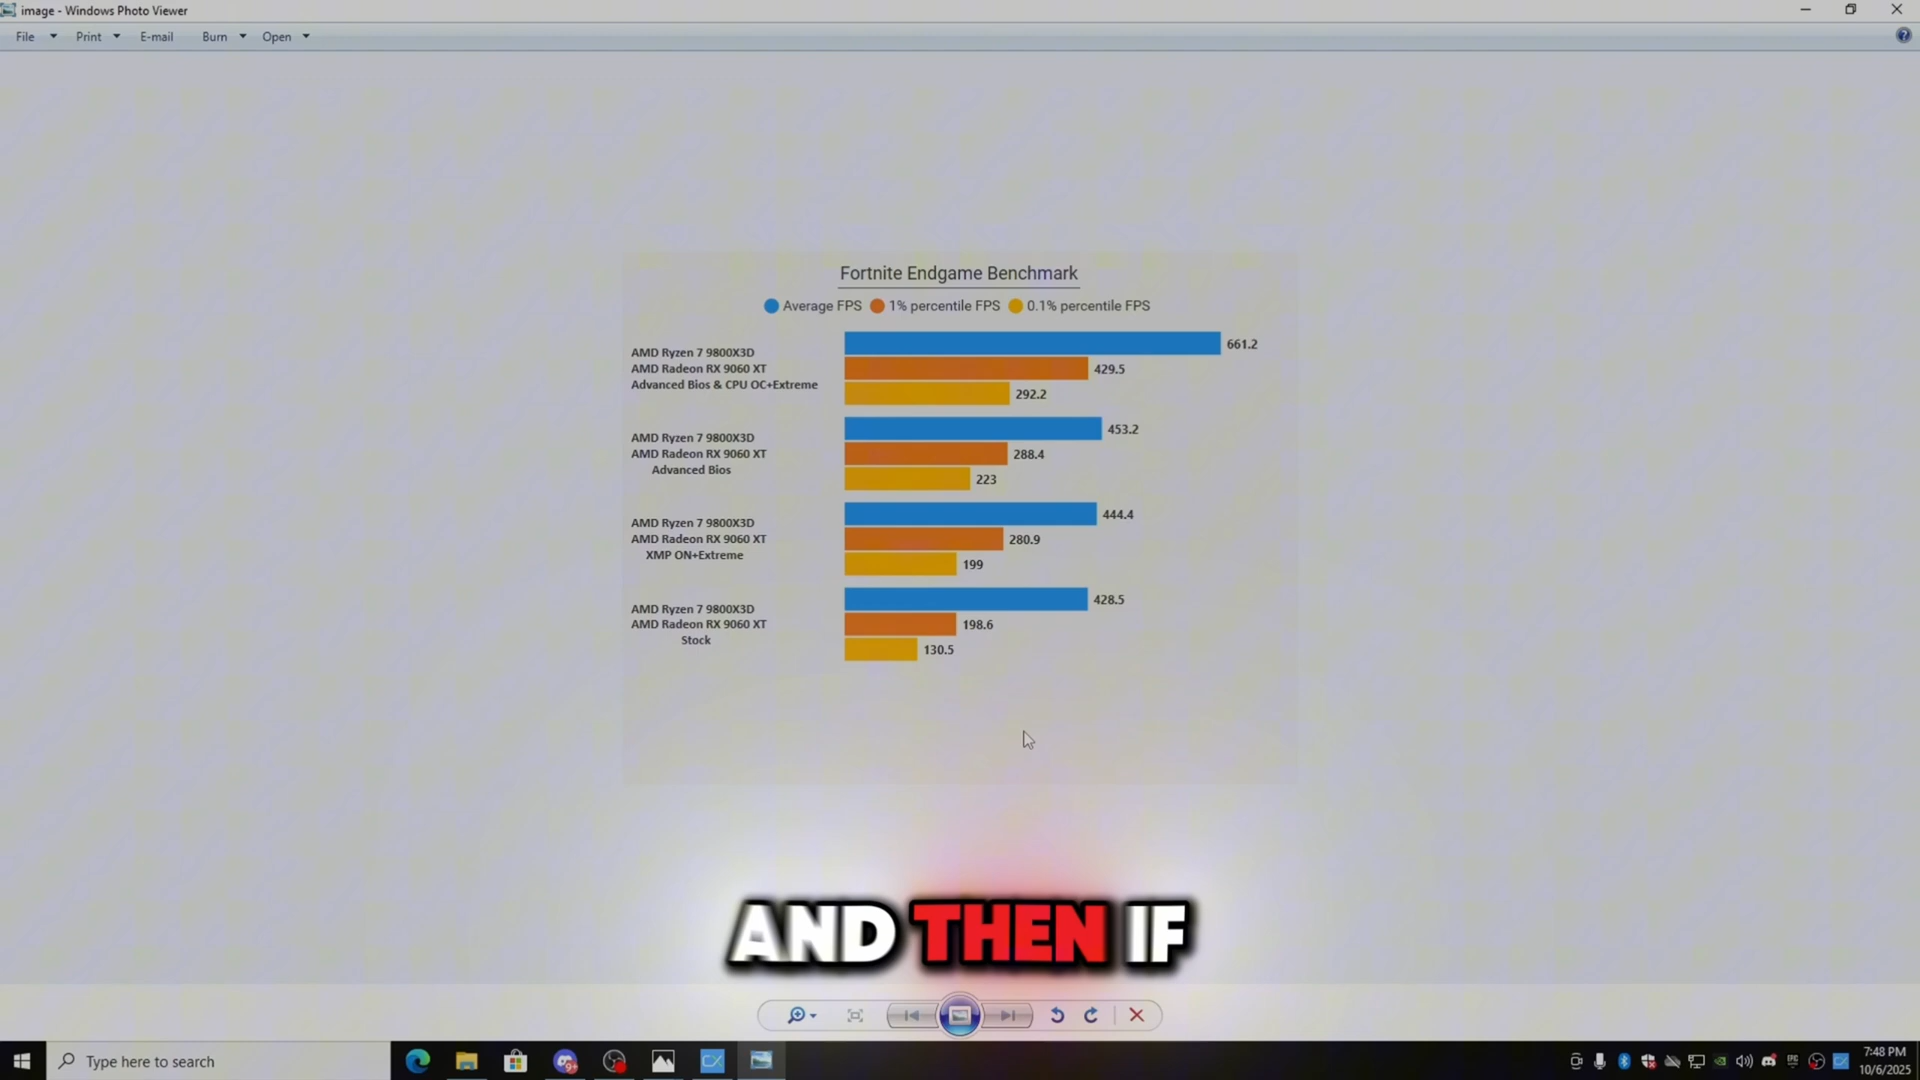 image - Windows Photo Viewer
File Print E-mail Burn Open
Fortnite Endgame Benchmark
Average FPS 1% percentile FPS 0.1% percentile FPS
AMD Ryzen 7 9800X3D
AMD Radeon RX 9060 XT
Advanced Bios & CPU OC+Extreme
661.2
429.5
292.2
AMD Ryzen 7 9800X3D
AMD Radeon RX 9060 XT
Advanced Bios
453.2
288.4
223
AMD Ryzen 7 9800X3D
AMD Radeon RX 9060 XT
XMP ON+Extreme
444.4
280.9
199
AMD Ryzen 7 9800X3D
AMD Radeon RX 9060 XT
Stock
428.5
198.6
130.5
AND THEN IF
Type here to search
7:48 PM
10/6/2025